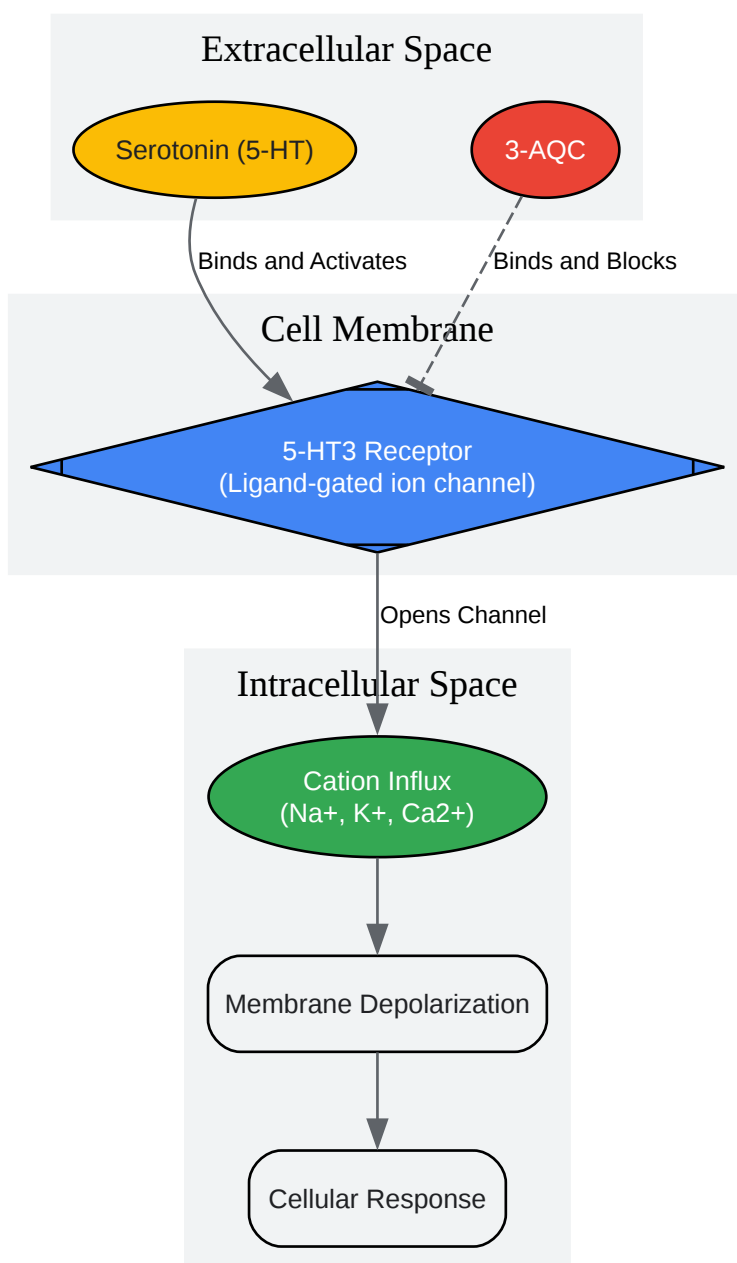 Extracellular Space
Serotonin (5-HT)
3-AQC
Binds and Activates
Binds and Blocks
Cell Membrane
5-HT3 Receptor
(Ligand-gated ion channel)
Opens Channel
Intracellular Space
Cation Influx
(Na+, K+, Ca2+)
Membrane Depolarization
Cellular Response